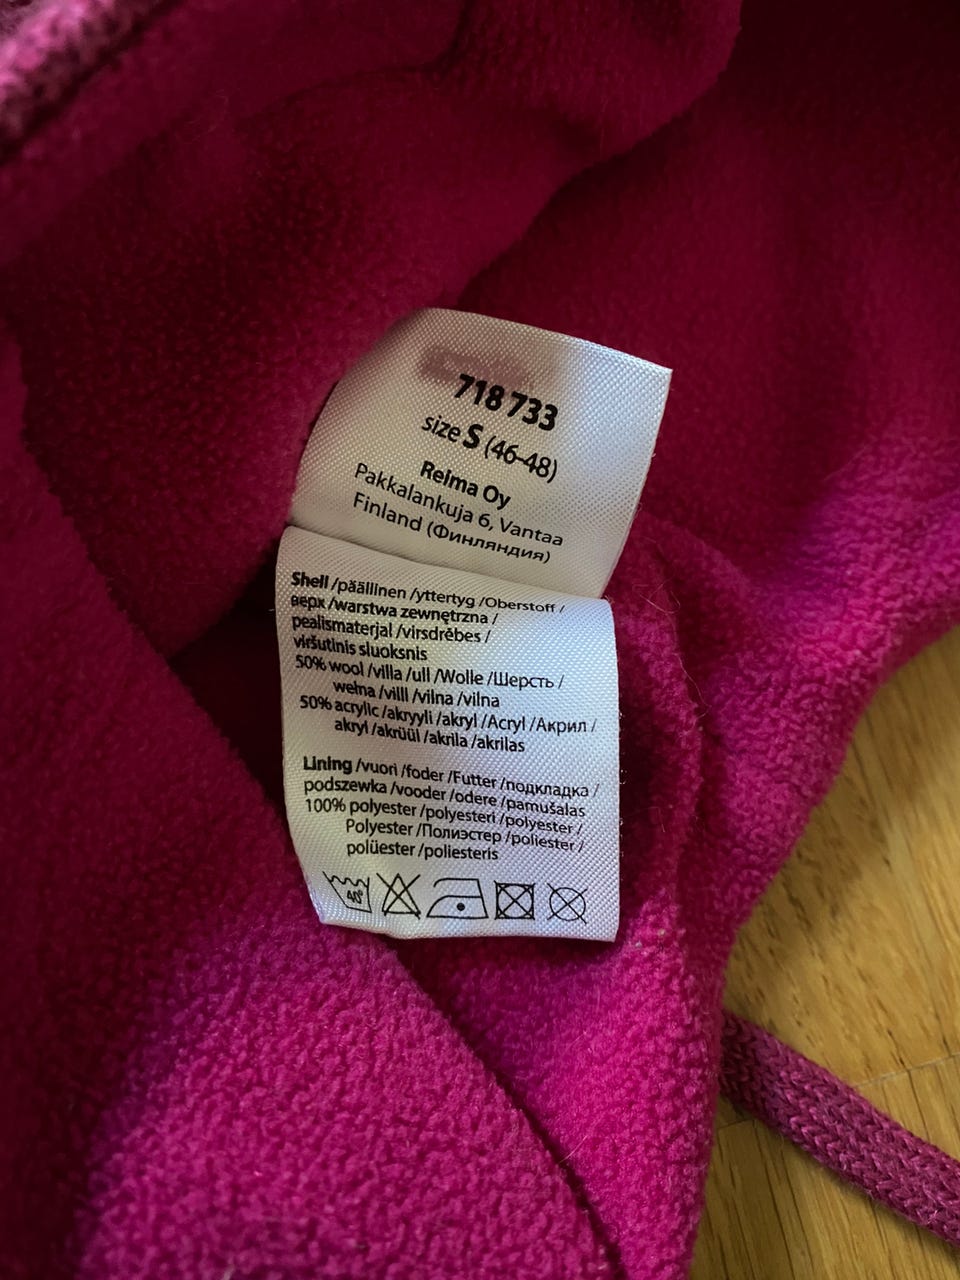 718 733
size S (46-48)
Reima Oy
Pakkalankuja 6, Vantaa
Finland (Финляндия)
Shell /päällinen /yttertyg /Oberstoff /
верх /warstwa zewnętrzna /
pealismaterjal /virsdrēbes /
viršutinis sluoksnis
50% wool /villa /ull /Wolle /Шерсть /
wełna /villl /vilna /vilna
50% acrylic /akryyli /akryl /Acryl /Акрил /
akryl /akrüül /akrila /akrilas
Lining /vuori /foder /Futter /подкладка /
podszewka /vooder /odere /pamušalas
100% polyester /polyesteri /polyester /
Polyester /Полиэстер /poliester /
polüester /poliesteris
40°